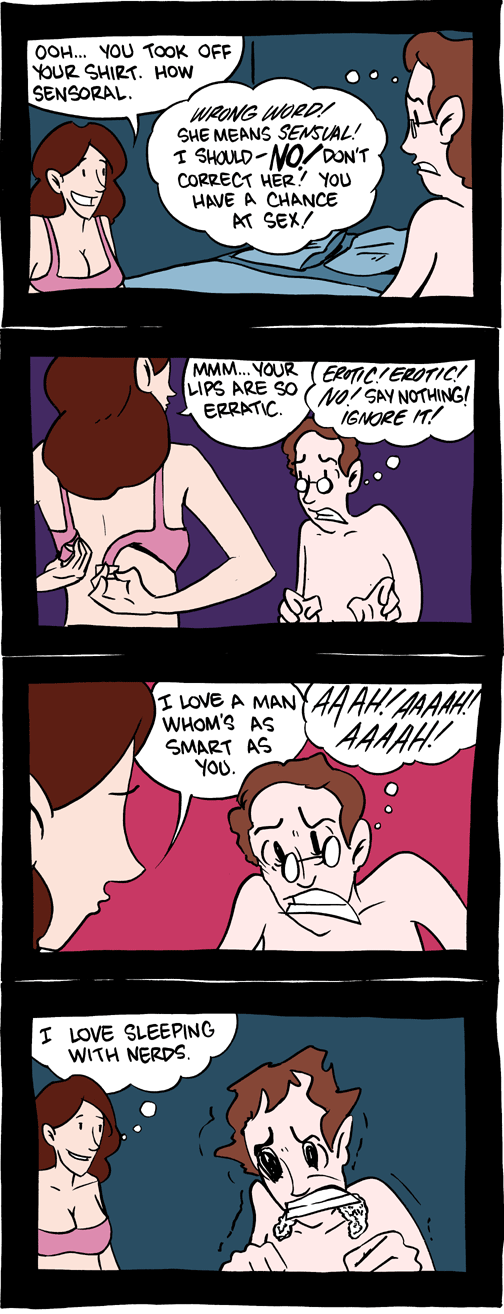 OOH... YOU TOOK OFF
YOUR SHIRT. HOW
SENSORAL.
WRONG WORD!
SHE MEANS SENSUAL!
I SHOULD - NO! DON'T
CORRECT HER! YOU
HAVE A CHANCE
AT SEX!
MMM... YOUR
LIPS ARE SO
ERRATIC.
EROTIC! EROTIC!
NO! SAY NOTHING!
IGNORE IT!
I LOVE A MAN
WHOM'S AS
SMART AS
YOU.
AAAH! AAAAH!
AAAAH!
I LOVE SLEEPING
WITH NERDS.